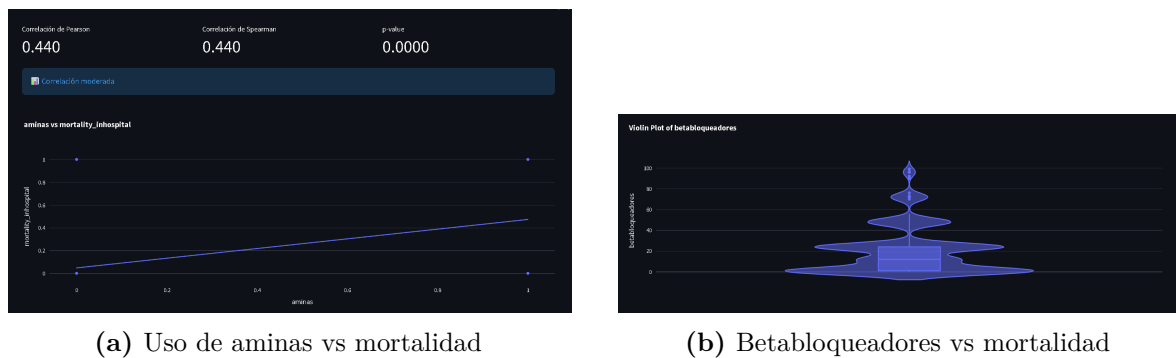 Correlación de Pearson
0.440
Correlación de Spearman
0.440
p-value
0.0000
📊 Correlación moderada
aminas vs mortality_inhospital
mortality_inhospital
1
0.8
0.6
0.4
0.2
0
0
0.2
0.4
0.6
0.8
1
aminas
(a) Uso de aminas vs mortalidad
Violin Plot of betabloqueadores
betabloqueadores
100
80
60
40
20
0
(b) Betabloqueadores vs mortalidad